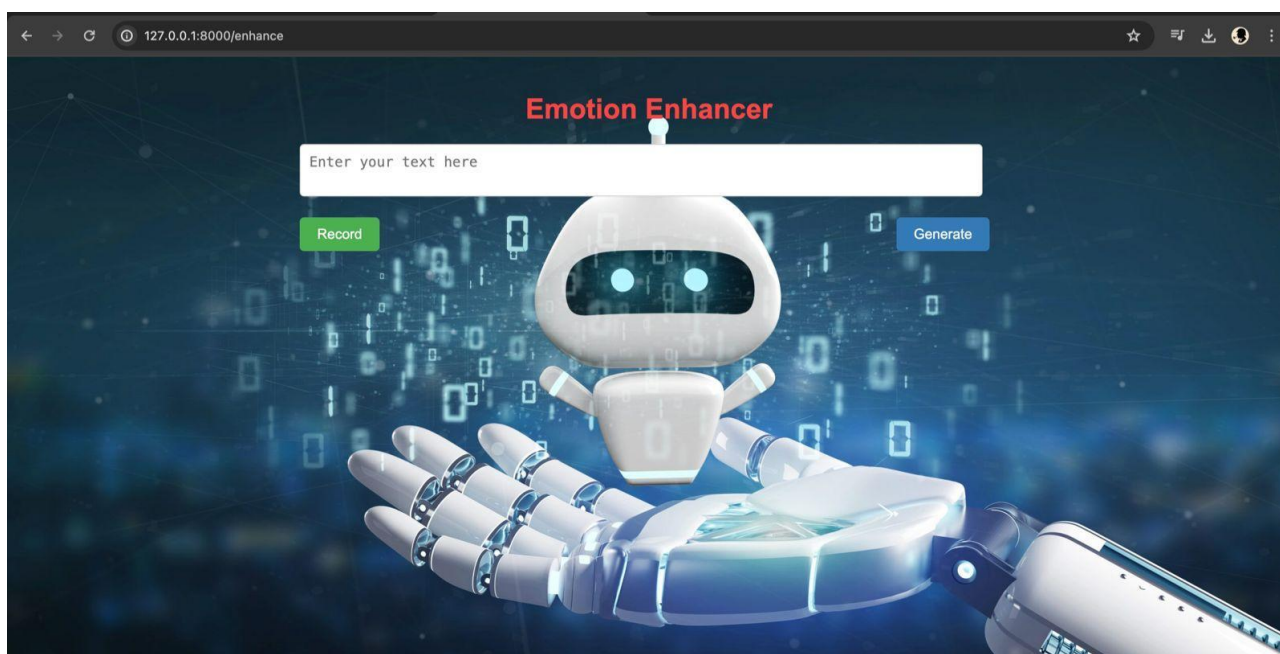 127.0.0.1:8000/enhance
Emotion Enhancer
Enter your text here
Record
Generate